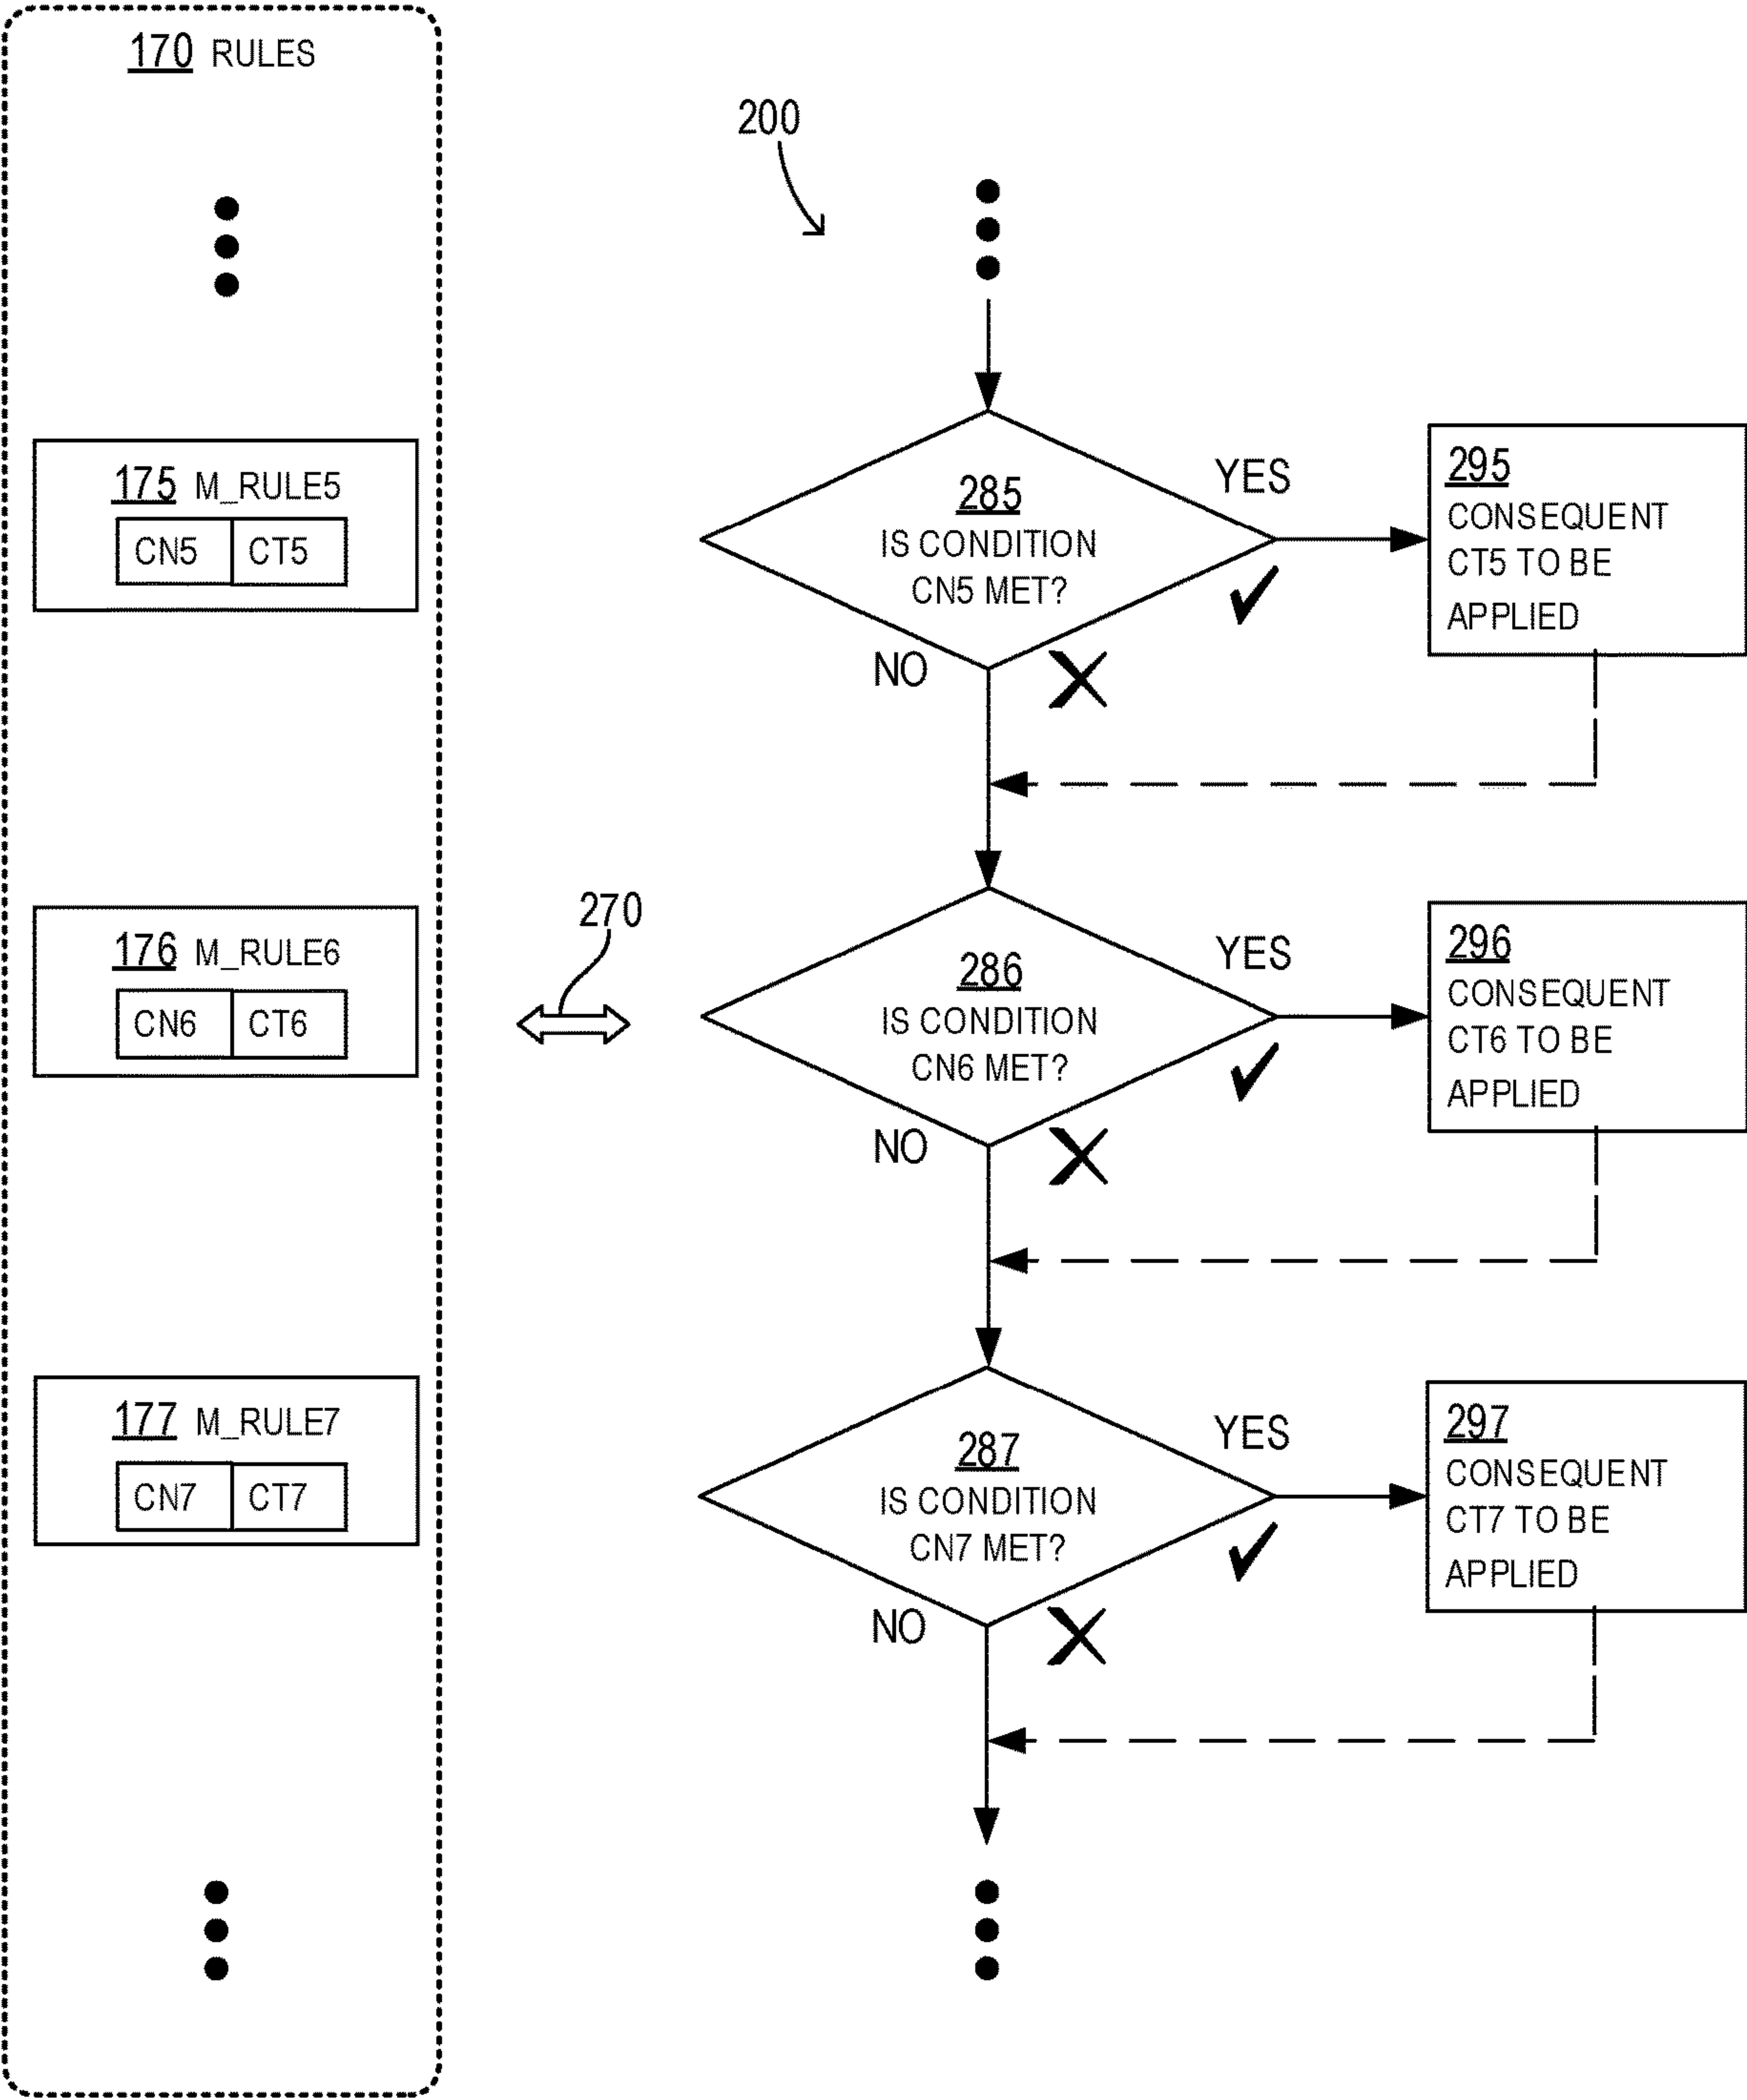 170 RULES
200
175 M_RULE5
CN5 CT5
285
IS CONDITION
CN5 MET?
YES
NO
295
CONSEQUENT
CT5 TO BE
APPLIED
176 M_RULE6
CN6 CT6
270
286
IS CONDITION
CN6 MET?
YES
NO
296
CONSEQUENT
CT6 TO BE
APPLIED
177 M_RULE7
CN7 CT7
287
IS CONDITION
CN7 MET?
YES
NO
297
CONSEQUENT
CT7 TO BE
APPLIED